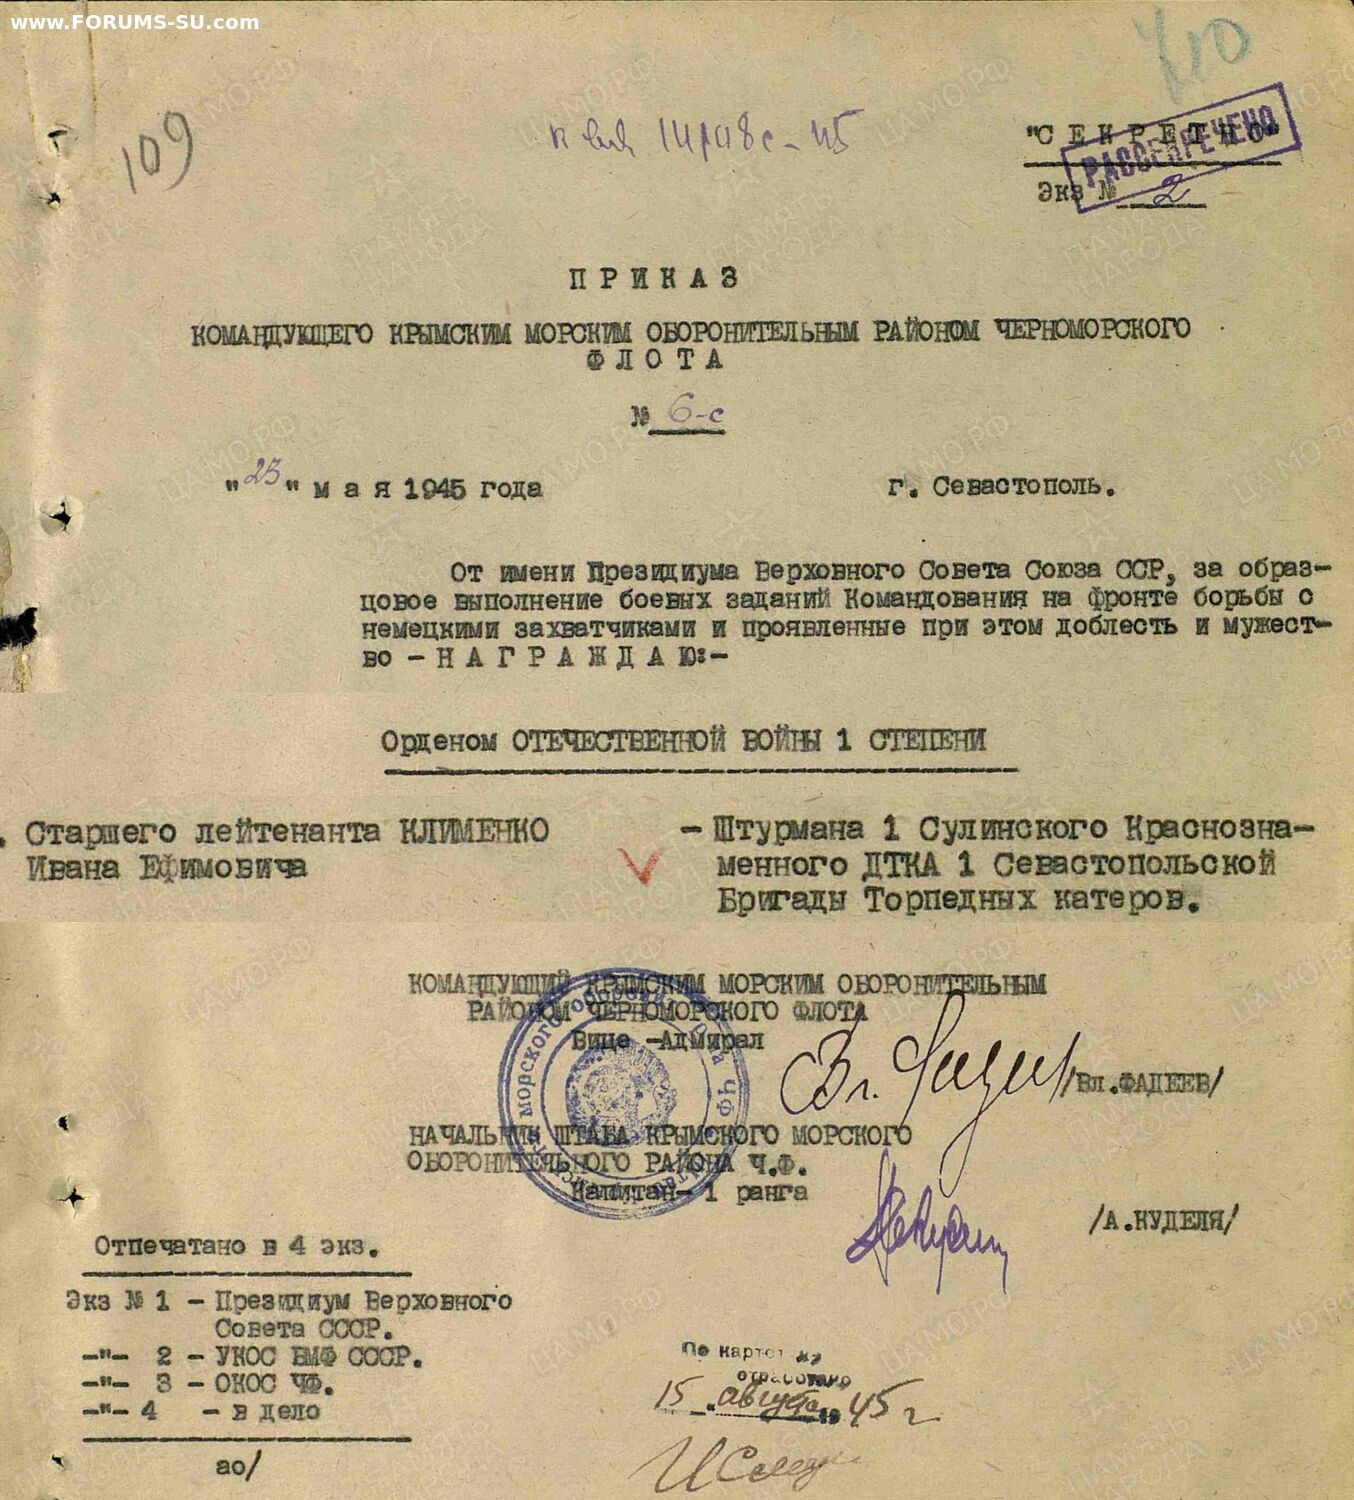 www.FORUMS-SU.com
109
"СЕКРЕТНО"
РАССЕКРЕЧЕНО
Экз № 2
ПРИКАЗ
КОМАНДУЮЩЕГО КРЫМСКИМ МОРСКИМ ОБОРОНИТЕЛЬНЫМ РАЙОНОМ ЧЕРНОМОРСКОГО
ФЛОТА
№ 6-с
"23" мая 1945 года
г. Севастополь.
От имени Президиума Верховного Совета Союза ССР, за образ-
цовое выполнение боевых заданий Командования на фронте борьбы с
немецкими захватчиками и проявленные при этом доблесть и мужест-
во - НАГРАЖДАЮ:-
Орденом ОТЕЧЕСТВЕННОЙ ВОЙНЫ 1 СТЕПЕНИ
. Старшего лейтенанта КЛИМЕНКО
Ивана Ефимовича
- Штурмана 1 Сулинского Краснозна-
менного ДТКА 1 Севастопольской
Бригады Торпедных катеров.
КОМАНДУЮЩИЙ КРЫМСКИМ МОРСКИМ ОБОРОНИТЕЛЬНЫМ
РАЙОНОМ ЧЕРНОМОРСКОГО ФЛОТА
Вице -Адмирал
Вл.
/Вл.ФАДЕЕВ/
НАЧАЛЬНИК ШТАБА КРЫМСКОГО МОРСКОГО
ОБОРОНИТЕЛЬНОГО РАЙОНА Ч.Ф.
Капитан- 1 ранга
/А.КУДЕЛЯ/
Отпечатано в 4 экз.
Экз № 1 - Президиум Верховного
Совета СССР.
-"- 2 - УКОС ВМФ СССР.
-"- 3 - ОКОС ЧФ.
-"- 4 - в дело
ао/
По карт
отработано
15 августа 1945 г.